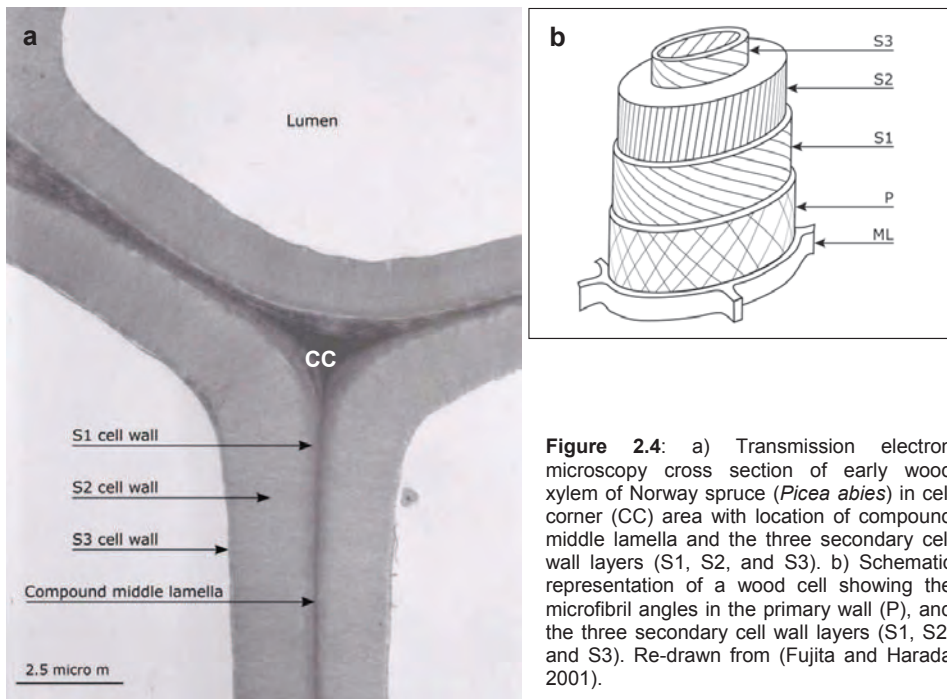 a
Lumen
CC
S1 cell wall
S2 cell wall
S3 cell wall
Compound middle lamella
2.5 micro m
b
S3
S2
S1
P
ML
Figure 2.4: a) Transmission electron
microscopy cross section of early wood
xylem of Norway spruce (Picea abies) in cell
corner (CC) area with location of compound
middle lamella and the three secondary cell
wall layers (S1, S2, and S3). b) Schematic
representation of a wood cell showing the
microfibril angles in the primary wall (P), and
the three secondary cell wall layers (S1, S2,
and S3). Re-drawn from (Fujita and Harada
2001).